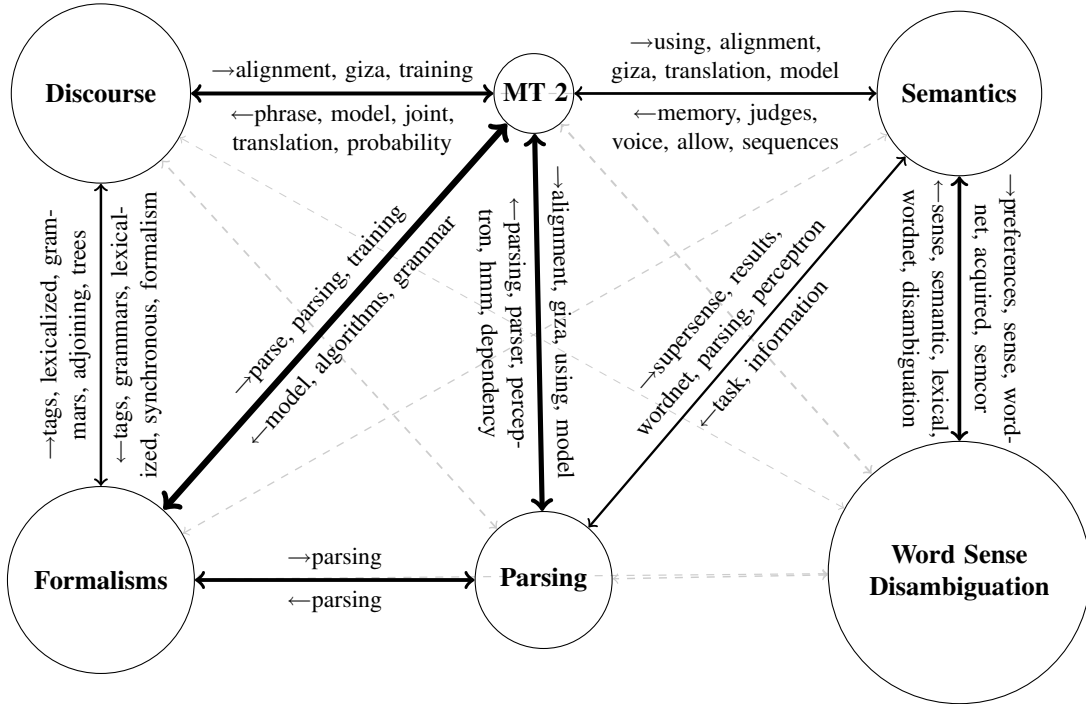 →using, alignment,
giza, translation, model
→alignment, giza, training
Discourse
MT 2
Semantics
←phrase, model, joint,
translation, probability
←memory, judges,
voice, allow, sequences
→tags, lexicalized, gram-
mars, adjoining, trees
←tags, grammars, lexical-
ized, synchronous, formalism
→parse, parsing, training
←model, algorithms, grammar
→alignment, giza, using, model
←parsing, parser, percep-
tron, hmm, dependency
→supersense, results,
wordnet, parsing, perceptron
←task, information
→preferences, sense, word-
net, acquired, semcor
←sense, semantic, lexical,
wordnet, disambiguation
Formalisms
→parsing
←parsing
Parsing
Word Sense
Disambiguation